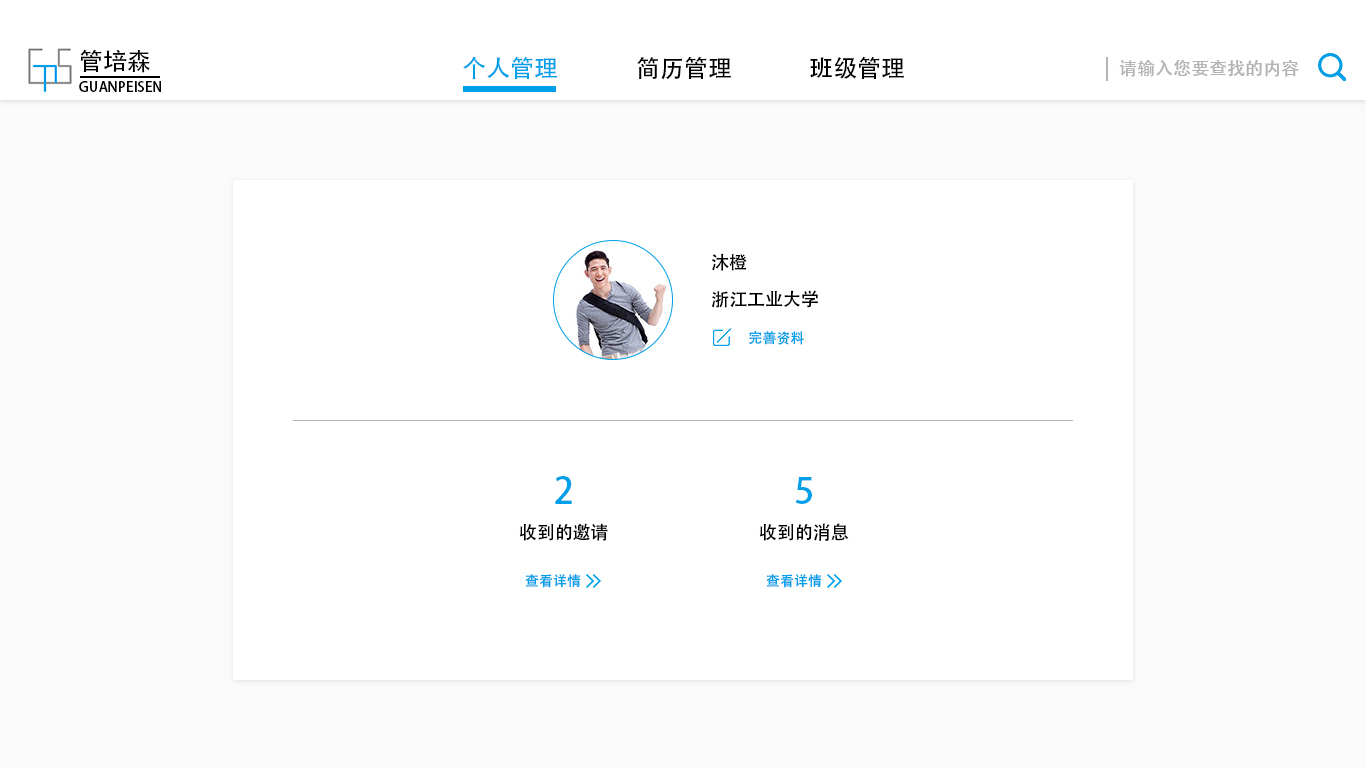 管培森
GUANPEISEN
个人管理
简历管理
班级管理
请输入您要查找的内容
沐橙
浙江工业大学
完善资料
2
收到的邀请
查看详情
5
收到的消息
查看详情